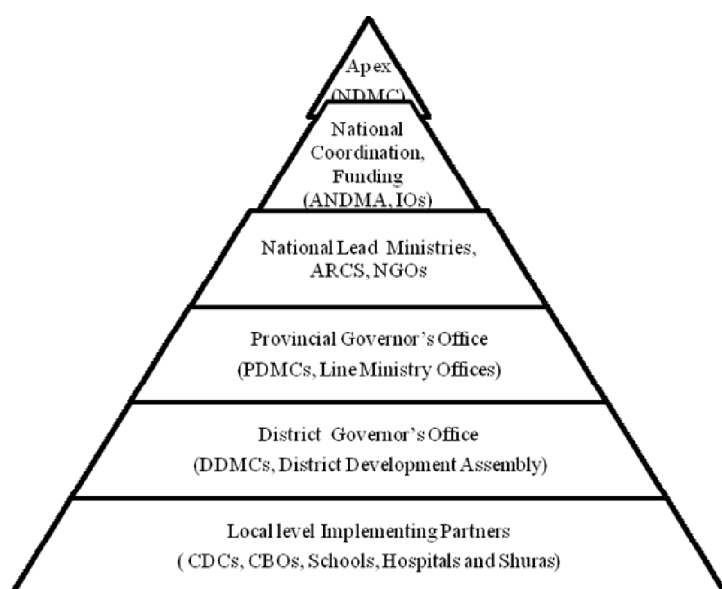 Apex
(NDMC)
National
Coordination,
Funding
(ANDMA, IOs)
National Lead Ministries,
ARCS, NGOs
Provincial Governor’s Office
(PDMCs, Line Ministry Offices)
District Governor’s Office
(DDMCs, District Development Assembly)
Local level Implementing Partners
( CDCs, CBOs, Schools, Hospitals and Shuras)